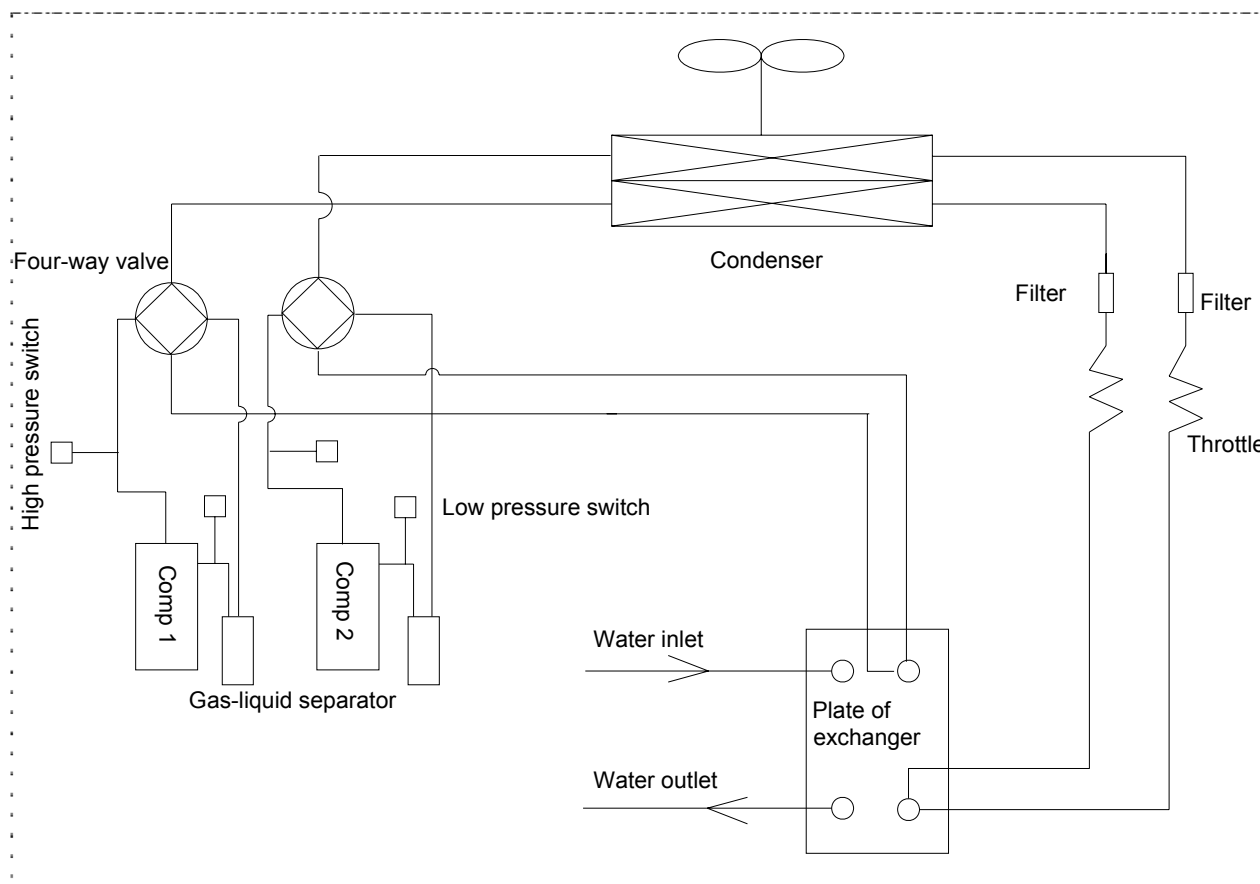 Four-way valve
Condenser
Filter
Filter
High pressure switch
Throttle
Low pressure switch
Comp 1
Comp 2
Gas-liquid separator
Water inlet
Plate of
exchanger
Water outlet